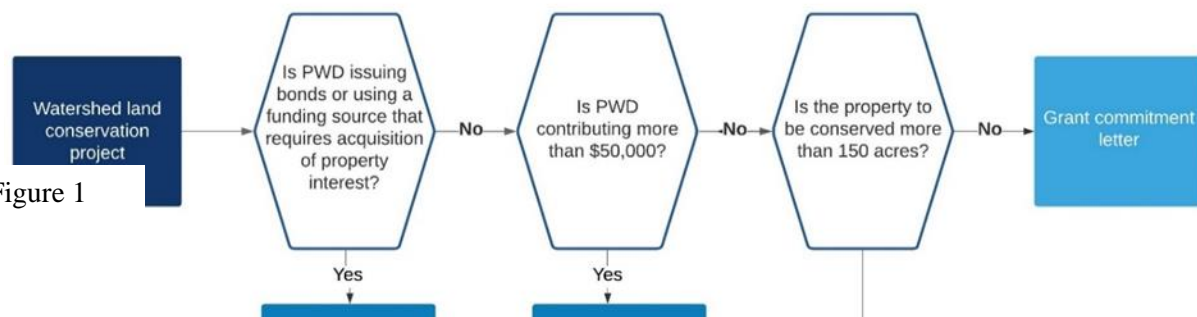 Watershed land
conservation
project
Is PWD issuing
bonds or using a
funding source that
requires acquisition
of property
interest?
No
Is PWD
contributing more
than $50,000?
No
Is the property to
be conserved more
than 150 acres?
No
Grant commitment
letter
Figure 1
Yes
Yes